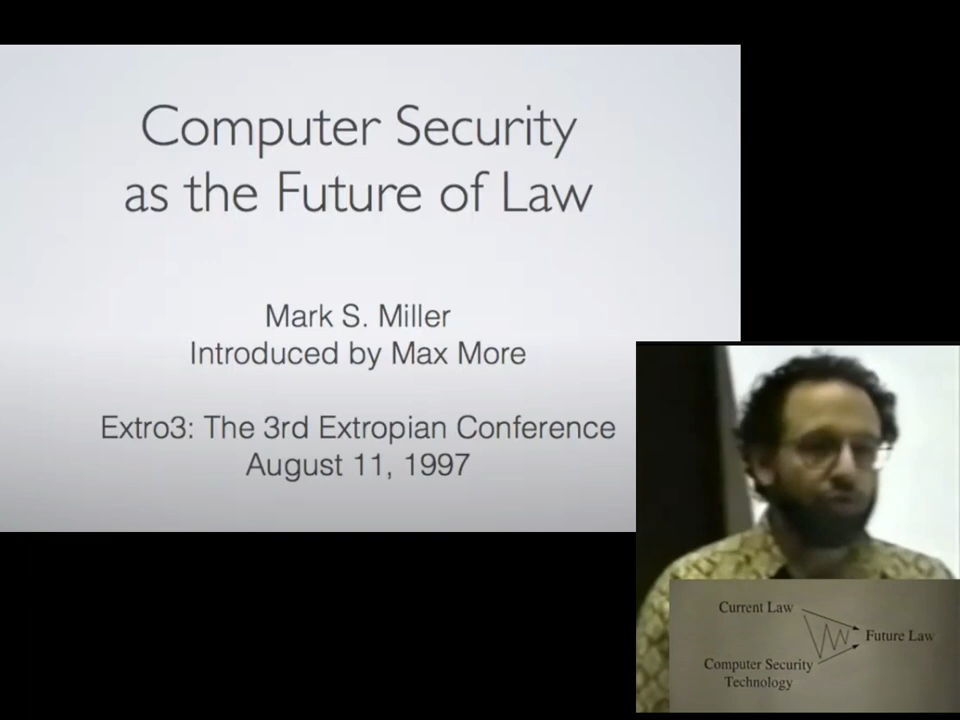 Computer Security
as the Future of Law
Mark S. Miller
Introduced by Max More
Extro3: The 3rd Extropian Conference
August 11, 1997
Current Law
Future Law
Computer Security
Technology